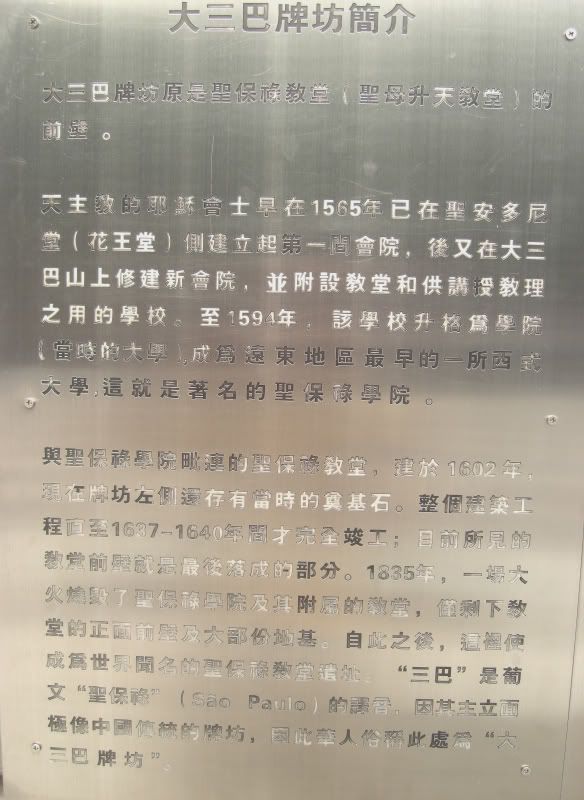 大三巴牌坊簡介
大三巴牌坊原是聖保祿敎堂（聖母升天敎堂）的
前壁。
天主敎的耶穌會士早在1565年已在聖安多尼
堂（花王堂）側建立起第一間會院，後又在大三
巴山上修建新會院，並附設敎堂和供講授敎理
之用的學校。至1594年，該學校升格爲學院
（當時的大學），成爲遠東地區最早的一所西式
大學，這就是著名的聖保祿學院。
與聖保祿學院毗連的聖保祿敎堂，建於1602年，
現在牌坊左側還存有當時的奠基石。整個建築工
程直至1637-1640年間才完全竣工；目前所見的
敎堂前壁就是最後落成的部分。1835年，一場大
火燒毀了聖保祿學院及其附屬的敎堂，僅剩下敎
堂的正面前壁及大部份地基。自此之後，這裡便
成爲世界聞名的聖保祿敎堂遺址。“三巴”是葡
文“聖保祿”（São Paulo）的譯音，因其主立面
極像中國傳統的牌坊，因此華人俗稱此處爲“大
三巴牌坊”。